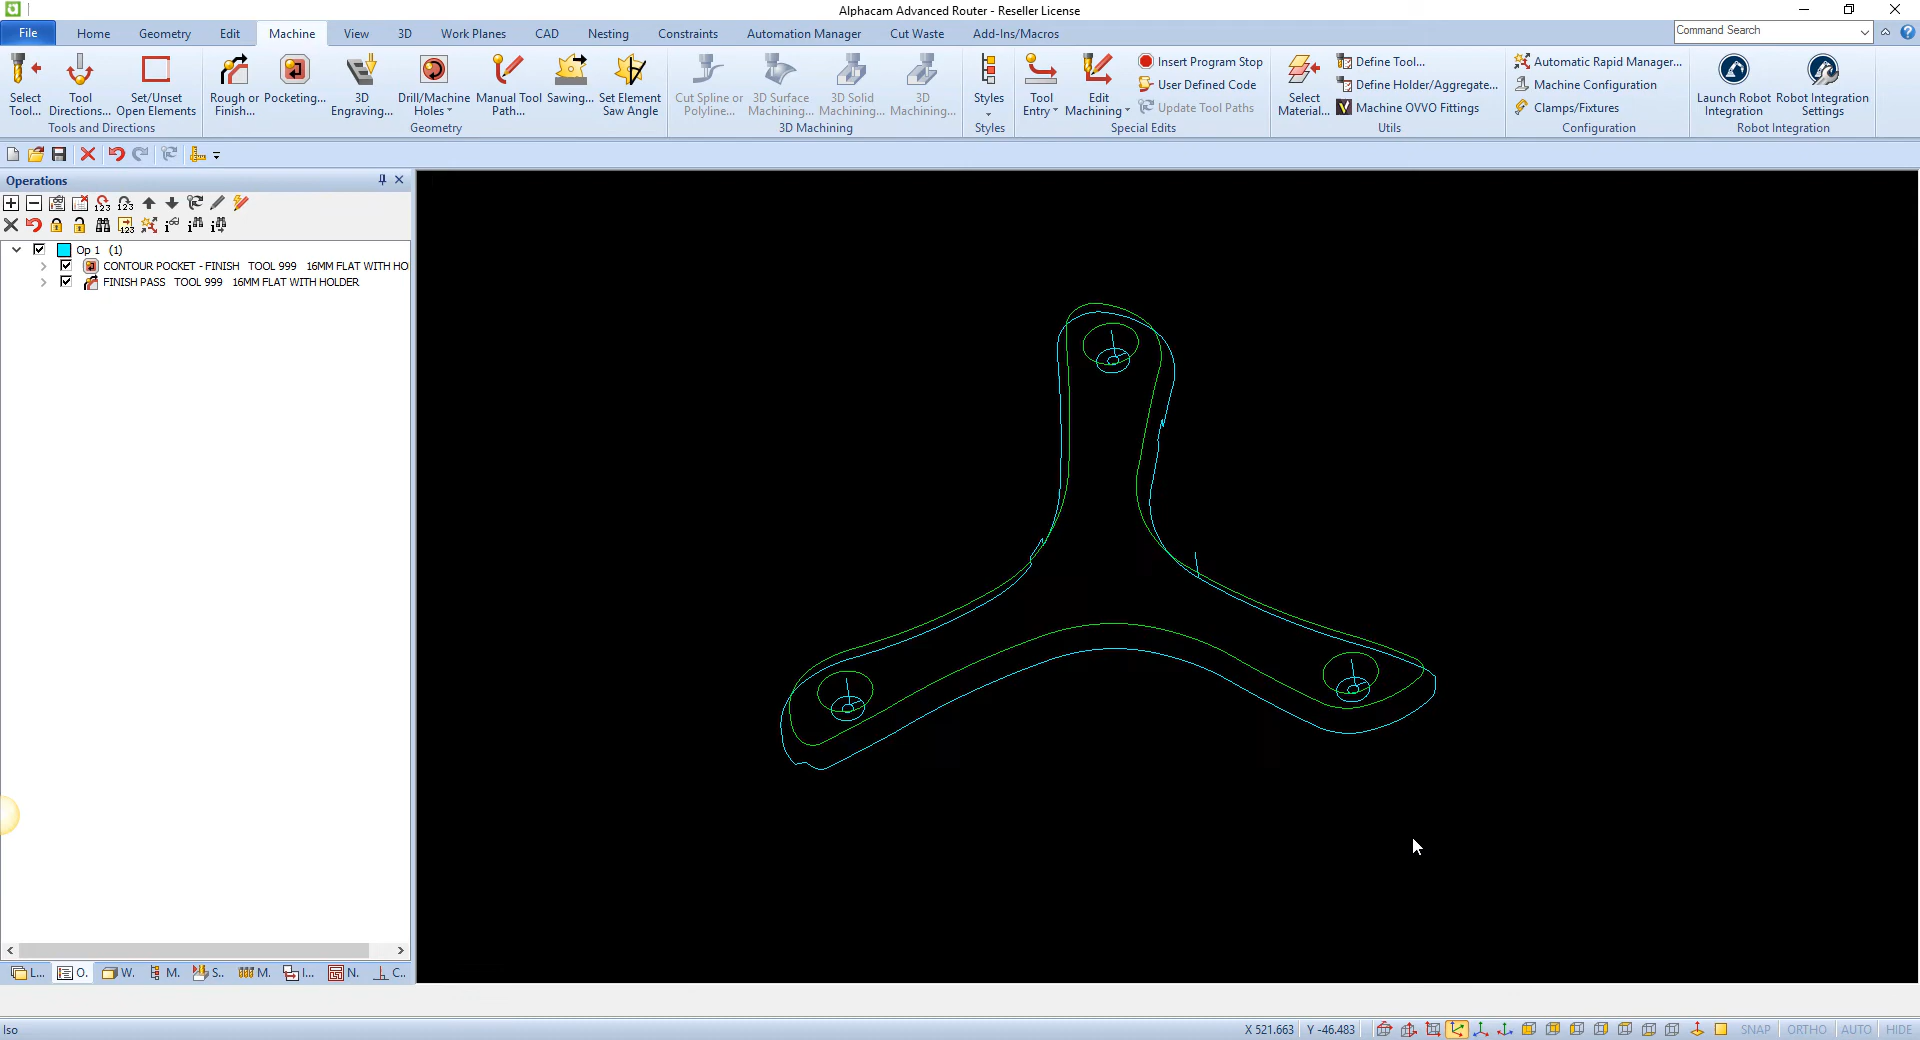 Alphacam Advanced Router - Reseller License
File Home Geometry Edit Machine View 3D Work Planes CAD Nesting Constraints Automation Manager Cut Waste Add-Ins/Macros
Command Search
Select Tool...
Tool Directions...
Set/Unset Open Elements
Tools and Directions
Rough or Finish...
Pocketing...
3D Engraving...
Drill/Machine Holes
Manual Tool Path...
Sawing...
Set Element Saw Angle
Geometry
Cut Spline or Polyline...
3D Surface Machining...
3D Solid Machining...
3D Machining...
3D Machining
Styles
Styles
Tool Entry
Edit Machining
Insert Program Stop
User Defined Code
Update Tool Paths
Special Edits
Select Material...
Define Tool...
Define Holder/Aggregate...
Machine OVVO Fittings
Utils
Automatic Rapid Manager...
Machine Configuration
Clamps/Fixtures
Configuration
Launch Robot Integration
Robot Integration Settings
Robot Integration
Operations
Op 1 (1)
CONTOUR POCKET - FINISH TOOL 999 16MM FLAT WITH HO
FINISH PASS TOOL 999 16MM FLAT WITH HOLDER
L... O. W. M. S.. M. I... N. C..
Iso X 521.663 Y -46.483 SNAP ORTHO AUTO HIDE